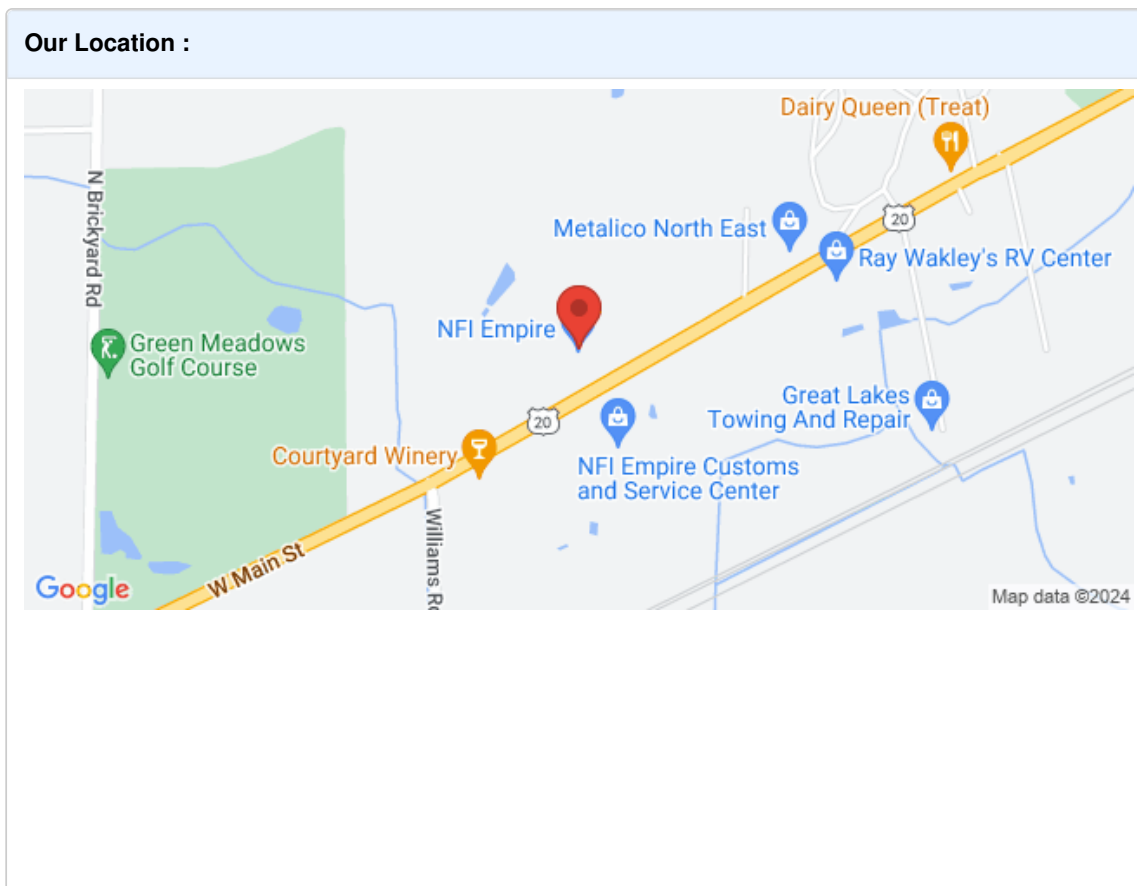 Our Location :
Dairy Queen (Treat)
N Brickyard Rd
20
Metalico North East
Ray Wakley's RV Center
NFI Empire
Green Meadows
Golf Course
Great Lakes
Towing And Repair
20
Courtyard Winery
NFI Empire Customs
and Service Center
Williams Rd
W Main St
Google
Map data ©2024